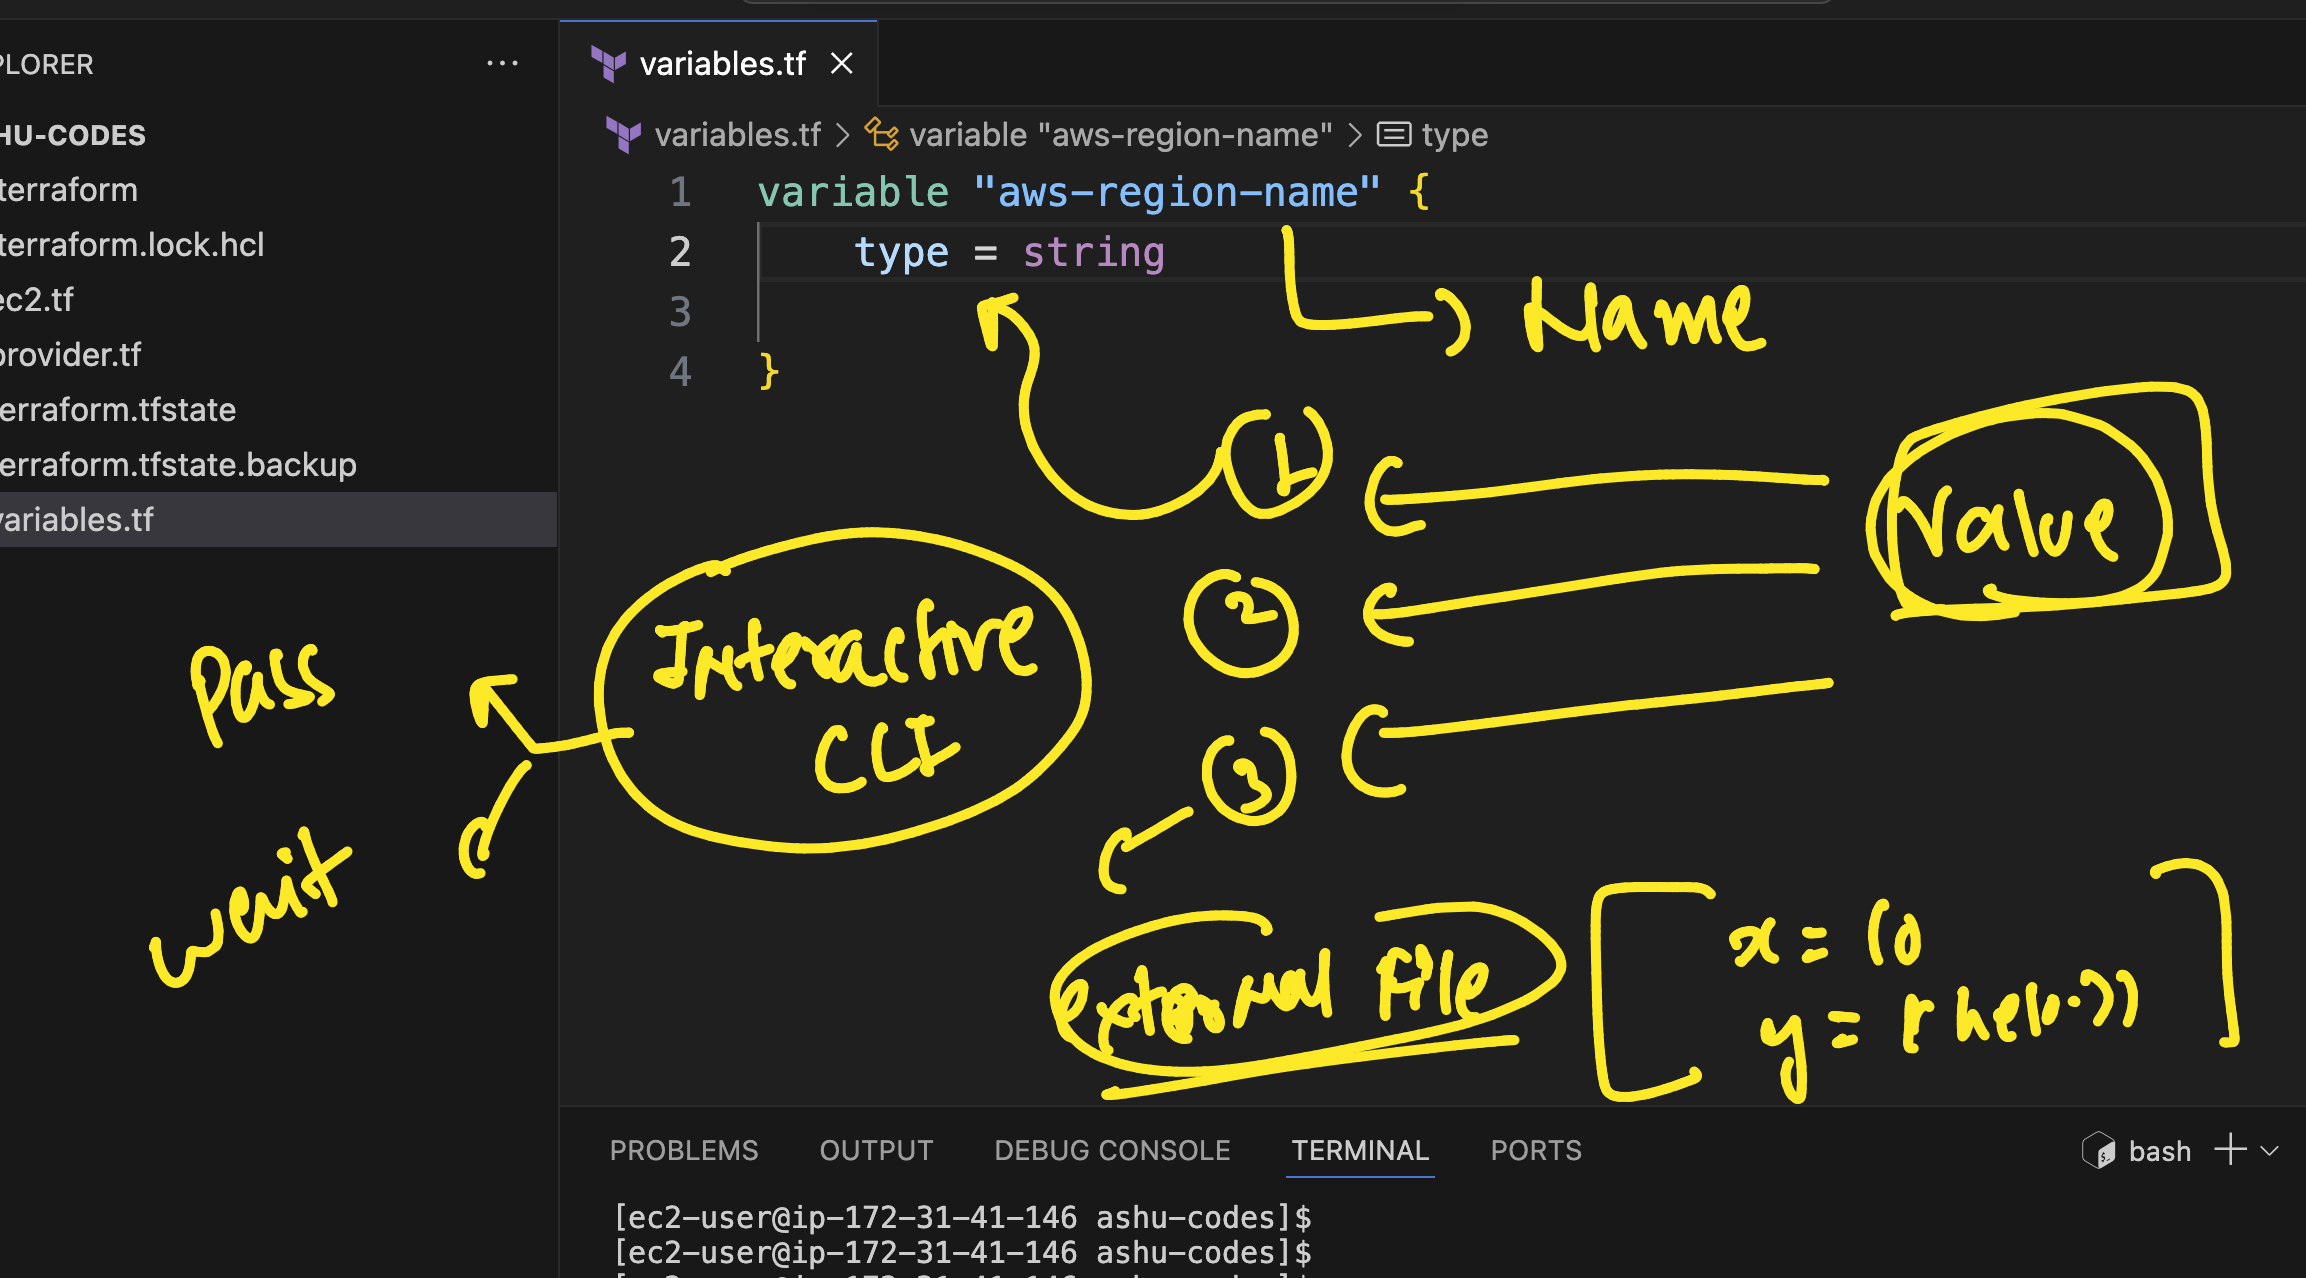 PLORER
...
HU-CODES
terraform
terraform.lock.hcl
ec2.tf
provider.tf
erraform.tfstate
erraform.tfstate.backup
variables.tf
variables.tf
variables.tf > variable "aws-region-name" > type
1 variable "aws-region-name" {
2 type = string
3
4 }
Name
1
Value
2
3
Interactive
CLI
Pass
wait
external file
x = 10
y =
PROBLEMS OUTPUT DEBUG CONSOLE TERMINAL PORTS
bash
[ec2-user@ip-172-31-41-146 ashu-codes]$
[ec2-user@ip-172-31-41-146 ashu-codes]$